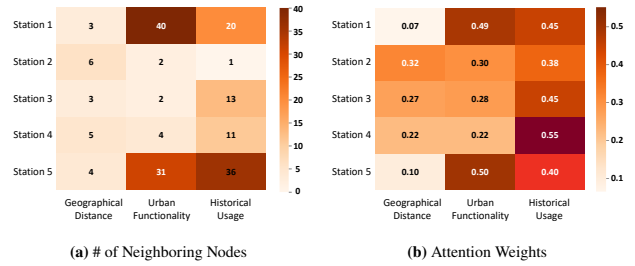 Station 1 3 40 20
Station 2 6 2 1
Station 3 3 2 13
Station 4 5 4 11
Station 5 4 31 36
Geographical Urban Historical
Distance Functionality Usage
40
35
30
25
20
15
10
5
0
(a) # of Neighboring Nodes
Station 1 0.07 0.49 0.45
Station 2 0.32 0.30 0.38
Station 3 0.27 0.28 0.45
Station 4 0.22 0.22 0.55
Station 5 0.10 0.50 0.40
Geographical Urban Historical
Distance Functionality Usage
0.5
0.4
0.3
0.2
0.1
(b) Attention Weights